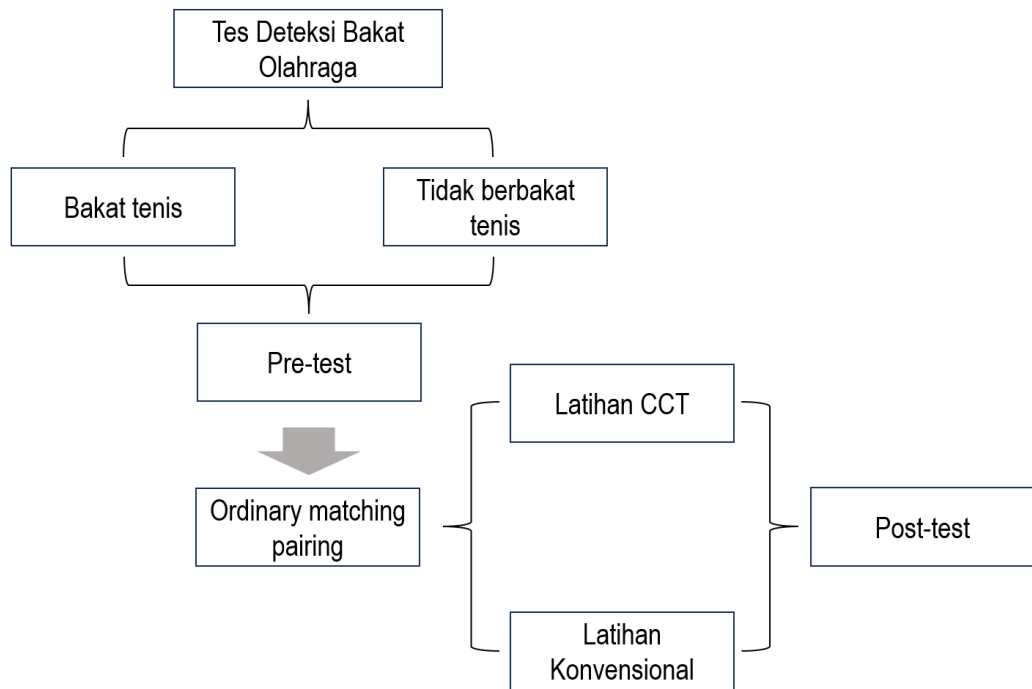 Tes Deteksi Bakat
Olahraga
Bakat tenis
Tidak berbakat
tenis
Pre-test
Latihan CCT
Ordinary matching
pairing
Post-test
Latihan
Konvensional